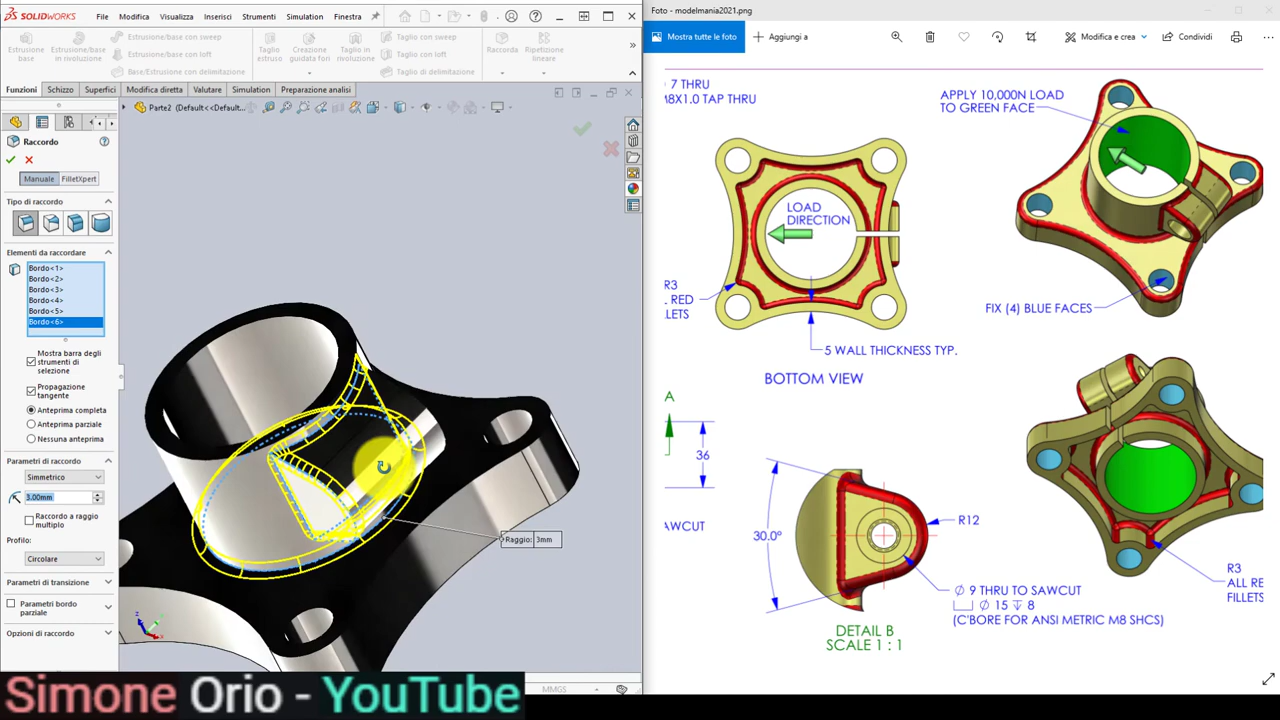 SOLIDWORKS
File Modifica Visualizza Inserisci Strumenti Simulation Finestra
Estrusione base
Estrusione/base in rivoluzione
Estrusione/base con sweep
Estrusione/base con loft
Base/Estrusione con delimitazione
Taglio estruso
Creazione guidata fori
Taglio in rivoluzione
Taglio con sweep
Taglio con loft
Taglio di delimitazione
Raccorda
Ripetizione lineare
Funzioni Schizzo Superfici Modifica diretta Valutare Simulation Preparazione analisi
Parte2 (Default<<Default...
Raccordo
Manuale FilletXpert
Tipo di raccordo
Elementi da raccordare
Bordo<1>
Bordo<2>
Bordo<3>
Bordo<4>
Bordo<5>
Bordo<6>
Mostra barra degli
strumenti di
selezione
Propagazione
tangente
Anteprima completa
Anteprima parziale
Nessuna anteprima
Parametri di raccordo
Simmetrico
3.00mm
Raccordo a raggio
multiplo
Profilo:
Circolare
Parametri di transizione
Parametri bordo
parziale
Opzioni di raccordo
Raggio: 3mm
MMGS
Simone Orio - YouTube
Foto - modelmania2021.png
Mostra tutte le foto
Aggiungi a
Modifica e crea
Condividi
7 THRU
M8X1.0 TAP THRU
LOAD
DIRECTION
R3
L RED
LLETS
5 WALL THICKNESS TYP.
BOTTOM VIEW
APPLY 10,000N LOAD
TO GREEN FACE
FIX (4) BLUE FACES
A
36
SAWCUT
30.0°
R12
Ø 9 THRU TO SAWCUT
⌴ Ø 15 ↧ 8
(C'BORE FOR ANSI METRIC M8 SHCS)
DETAIL B
SCALE 1 : 1
R3
ALL RE
FILLETS